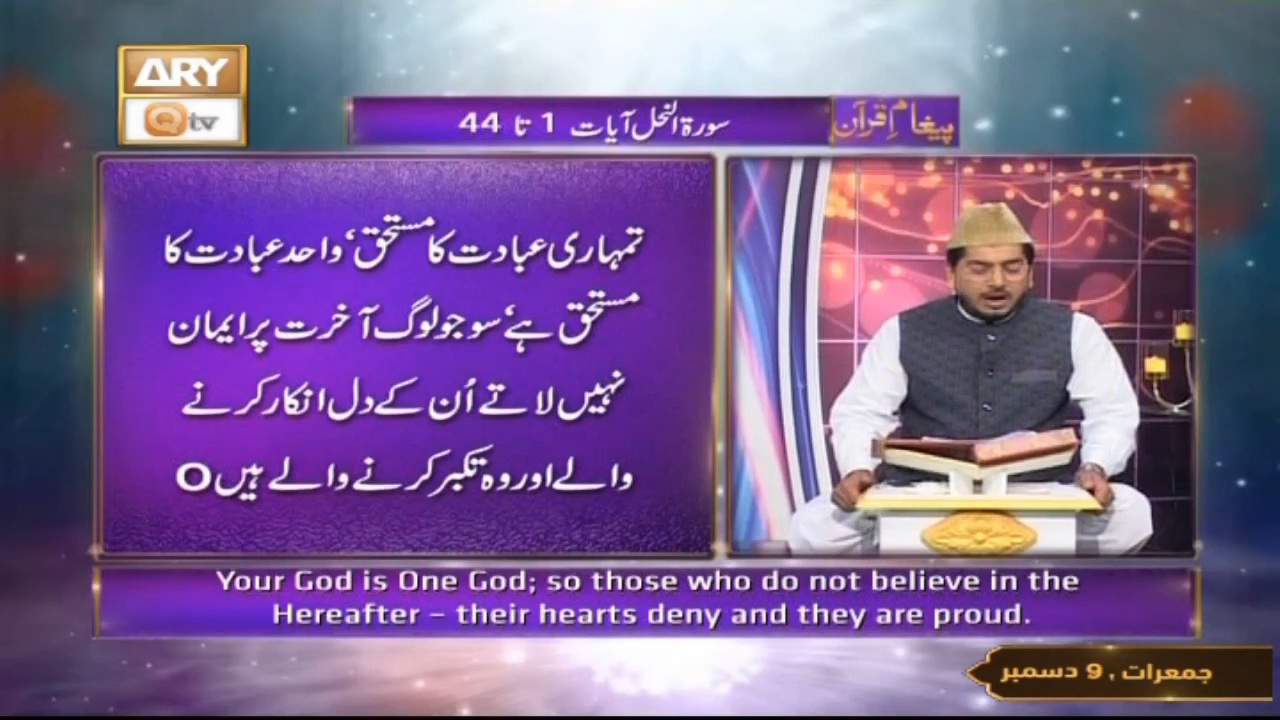 ARY
Qtv
پیغامِ قرآن
سورۃ النحل آیات 1 تا 44
تمہاری عبادت کا مستحق‘ واحد عبادت کا
مستحق ہے‘ سو جو لوگ آخرت پر ایمان
نہیں لاتے اُن کے دل انکار کرنے
والے اور وہ تکبر کرنے والے ہیں O
Your God is One God; so those who do not believe in the
Hereafter – their hearts deny and they are proud.
جمعرات , 9 دسمبر